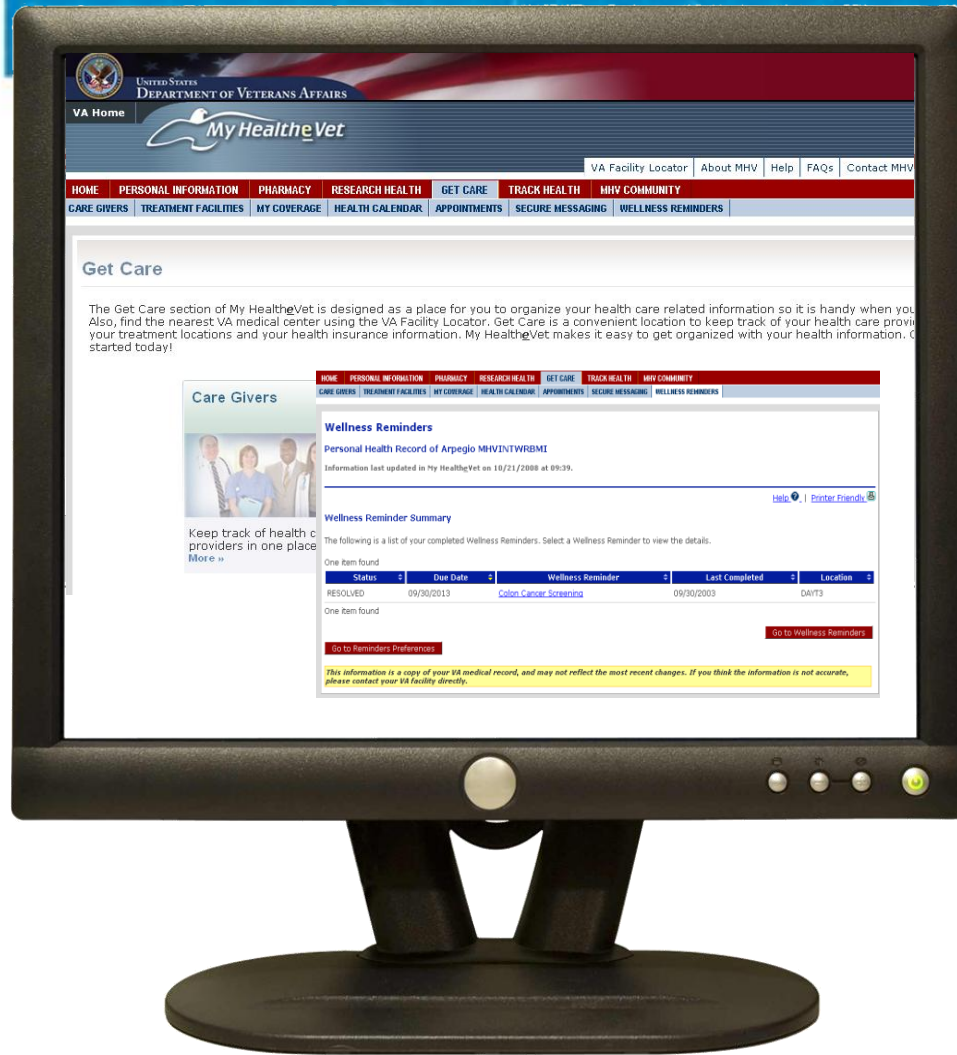 UNITED STATES
DEPARTMENT OF VETERANS AFFAIRS
VA Home
My HealtheVet
VA Facility Locator About MHV Help FAQs Contact MHV
HOME PERSONAL INFORMATION PHARMACY RESEARCH HEALTH GET CARE TRACK HEALTH MHV COMMUNITY
CARE GIVERS TREATMENT FACILITIES MY COVERAGE HEALTH CALENDAR APPOINTMENTS SECURE MESSAGING WELLNESS REMINDERS
Get Care
The Get Care section of My HealtheVet is designed as a place for you to organize your health care related information so it is handy when you
Also, find the nearest VA medical center using the VA Facility Locator. Get Care is a convenient location to keep track of your health care provi
your treatment locations and your health insurance information. My HealtheVet makes it easy to get organized with your health information.
started today!
Care Givers
Keep track of health c
providers in one place
More »
HOME PERSONAL INFORMATION PHARMACY RESEARCH HEALTH GET CARE TRACK HEALTH MHV COMMUNITY
CARE GIVERS TREATMENT FACILITIES MY COVERAGE HEALTH CALENDAR APPOINTMENTS SECURE MESSAGING WELLNESS REMINDERS
Wellness Reminders
Personal Health Record of Arpegio MHVINTWRBMI
Information last updated in My HealtheVet on 10/21/2008 at 09:39.
Help | Printer Friendly
Wellness Reminder Summary
The following is a list of your completed Wellness Reminders. Select a Wellness Reminder to view the details.
One item found
Status Due Date Wellness Reminder Last Completed Location
RESOLVED 09/30/2013 Colon Cancer Screening 09/30/2003 DAYT3
One item found
Go to Wellness Reminders
Go to Reminders Preferences
This information is a copy of your VA medical record, and may not reflect the most recent changes. If you think the information is not accurate,
please contact your VA facility directly.